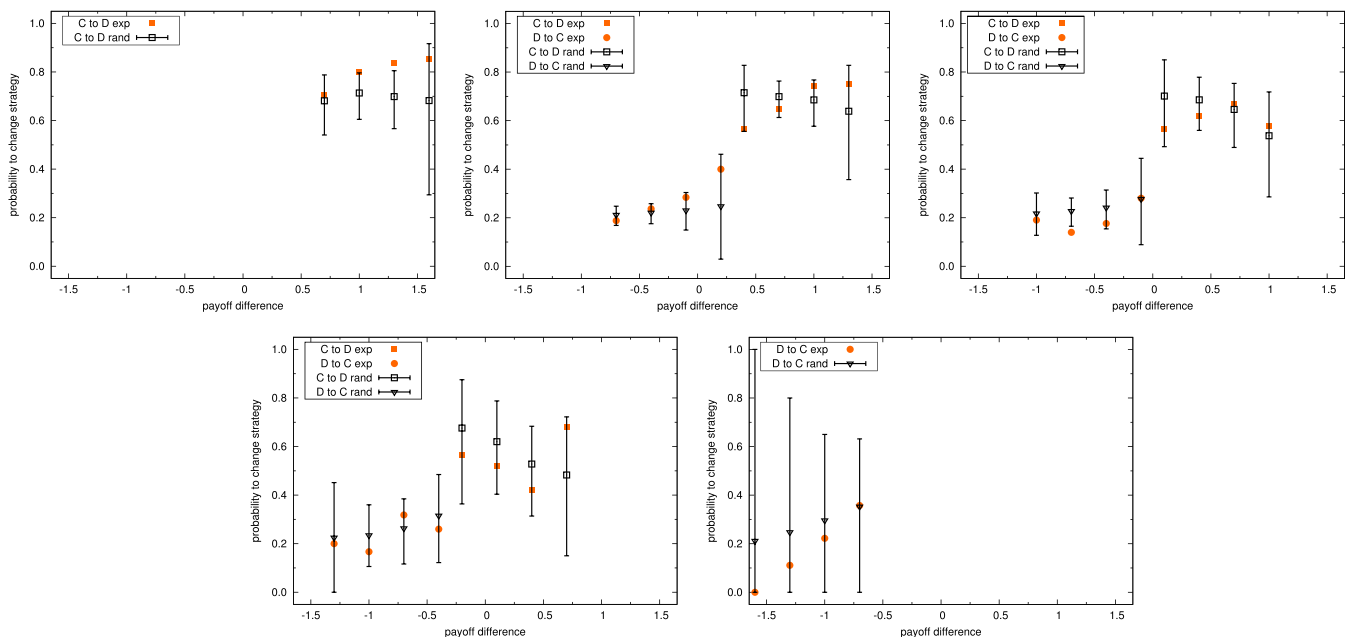 C to D exp
C to D rand
probability to change strategy
1.0
0.8
0.6
0.4
0.2
0.0
-1.5 -1 -0.5 0 0.5 1 1.5
payoff difference
C to D exp
D to C exp
C to D rand
D to C rand
probability to change strategy
1.0
0.8
0.6
0.4
0.2
0.0
-1.5 -1 -0.5 0 0.5 1 1.5
payoff difference
C to D exp
D to C exp
C to D rand
D to C rand
probability to change strategy
1.0
0.8
0.6
0.4
0.2
0.0
-1.5 -1 -0.5 0 0.5 1 1.5
payoff difference
C to D exp
D to C exp
C to D rand
D to C rand
probability to change strategy
1.0
0.8
0.6
0.4
0.2
0.0
-1.5 -1 -0.5 0 0.5 1 1.5
payoff difference
D to C exp
D to C rand
probability to change strategy
1.0
0.8
0.6
0.4
0.2
0.0
-1.5 -1 -0.5 0 0.5 1 1.5
payoff difference